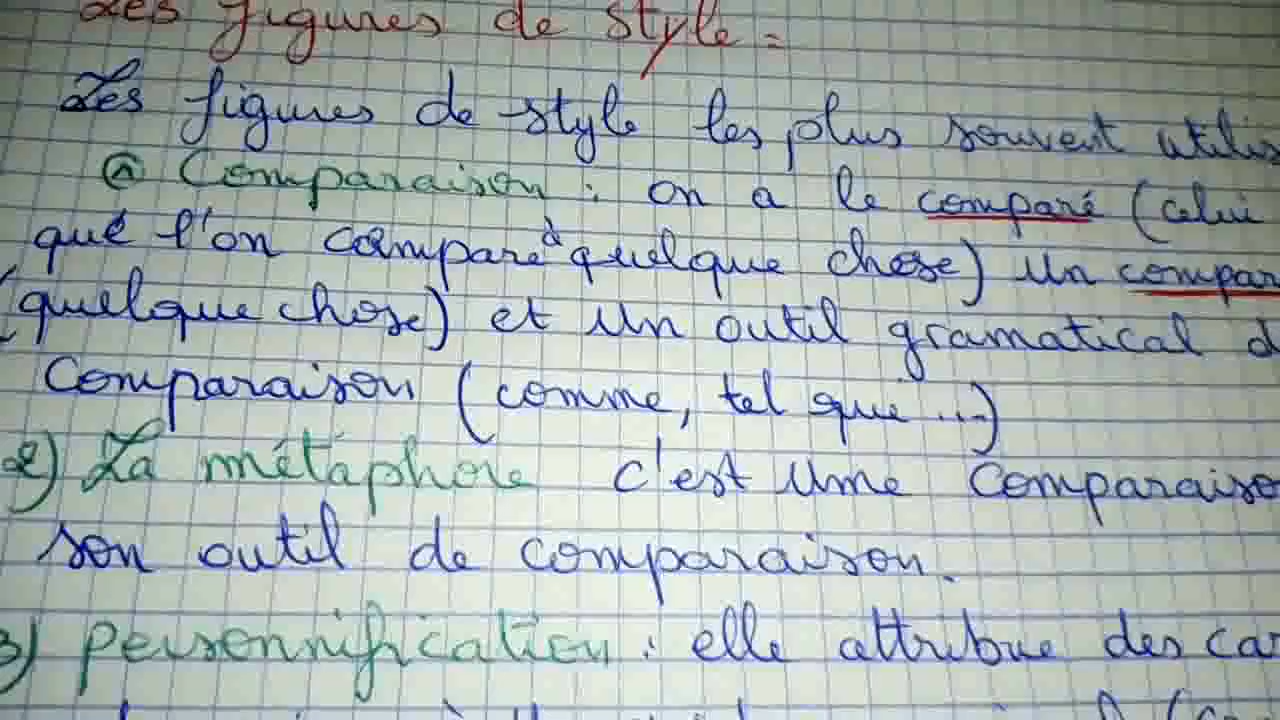 Les figures de style :
Les figures de style les plus souvent utilis
① Comparaison : on a le comparé (celui
que l'on comparé à quelque chose) un compar
(quelque chose) et un outil gramatical d
Comparaison (comme, tel que ...)
2) La métaphore c'est une comparaiso
son outil de comparaison.
3) personnification : elle attribue des car